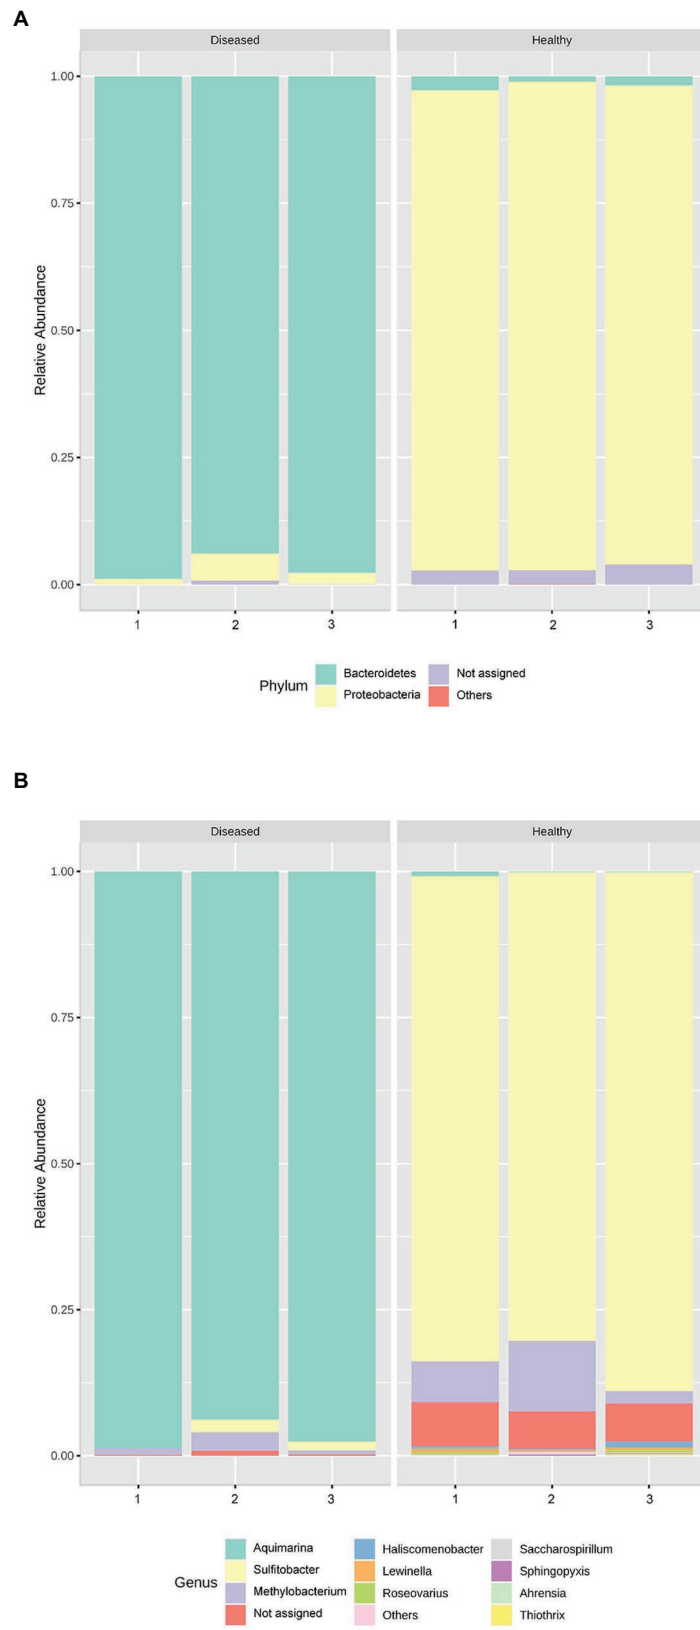 A
Diseased
Healthy
1.00
0.75
0.50
0.25
0.00
Relative Abundance
1 2 3 1 2 3
Phylum
Bacteroidetes Not assigned
Proteobacteria Others
B
Diseased
Healthy
1.00
0.75
0.50
0.25
0.00
Relative Abundance
1 2 3 1 2 3
Genus
Aquimarina Haliscomenobacter Saccharospirillum
Sulfitobacter Lewinella Sphingopyxis
Methylobacterium Roseovarius Ahrensia
Not assigned Others Thiothrix